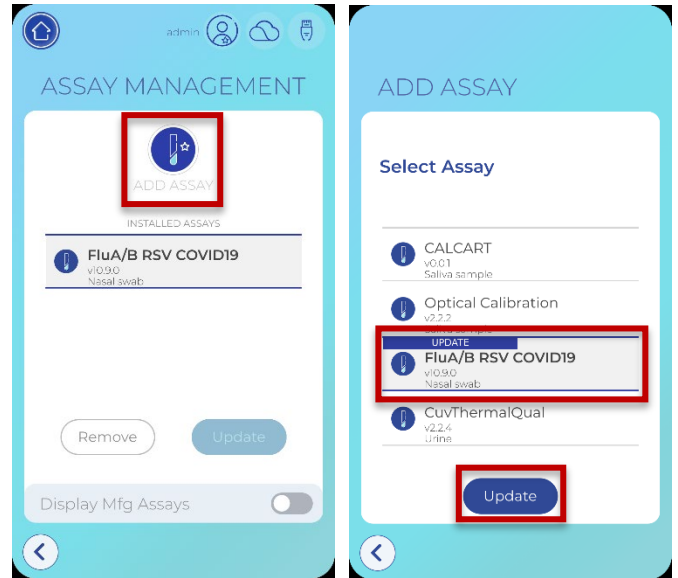 admin
ASSAY MANAGEMENT
ADD ASSAY
INSTALLED ASSAYS
FluA/B RSV COVID19
v10.9.0
Nasal swab
Remove
Update
Display Mfg Assays
ADD ASSAY
Select Assay
CALCART
v0.0.1
Saliva sample
Optical Calibration
v2.2.2
Saliva sample
UPDATE
FluA/B RSV COVID19
v10.9.0
Nasal swab
CuvThermalQual
v2.2.4
Urine
Update